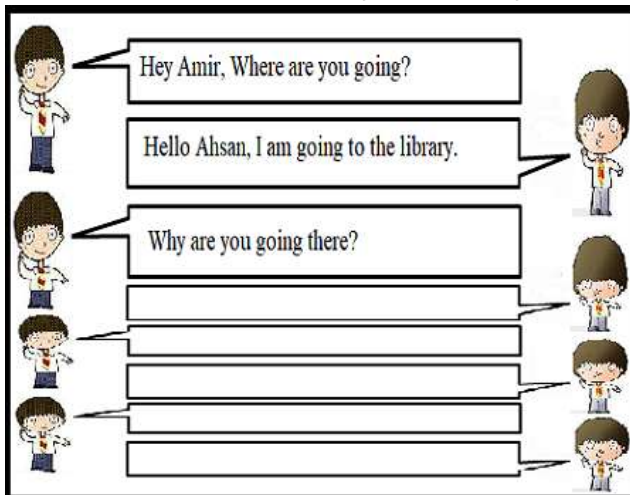 Hey Amir, Where are you going?
Hello Ahsan, I am going to the library.
Why are you going there?